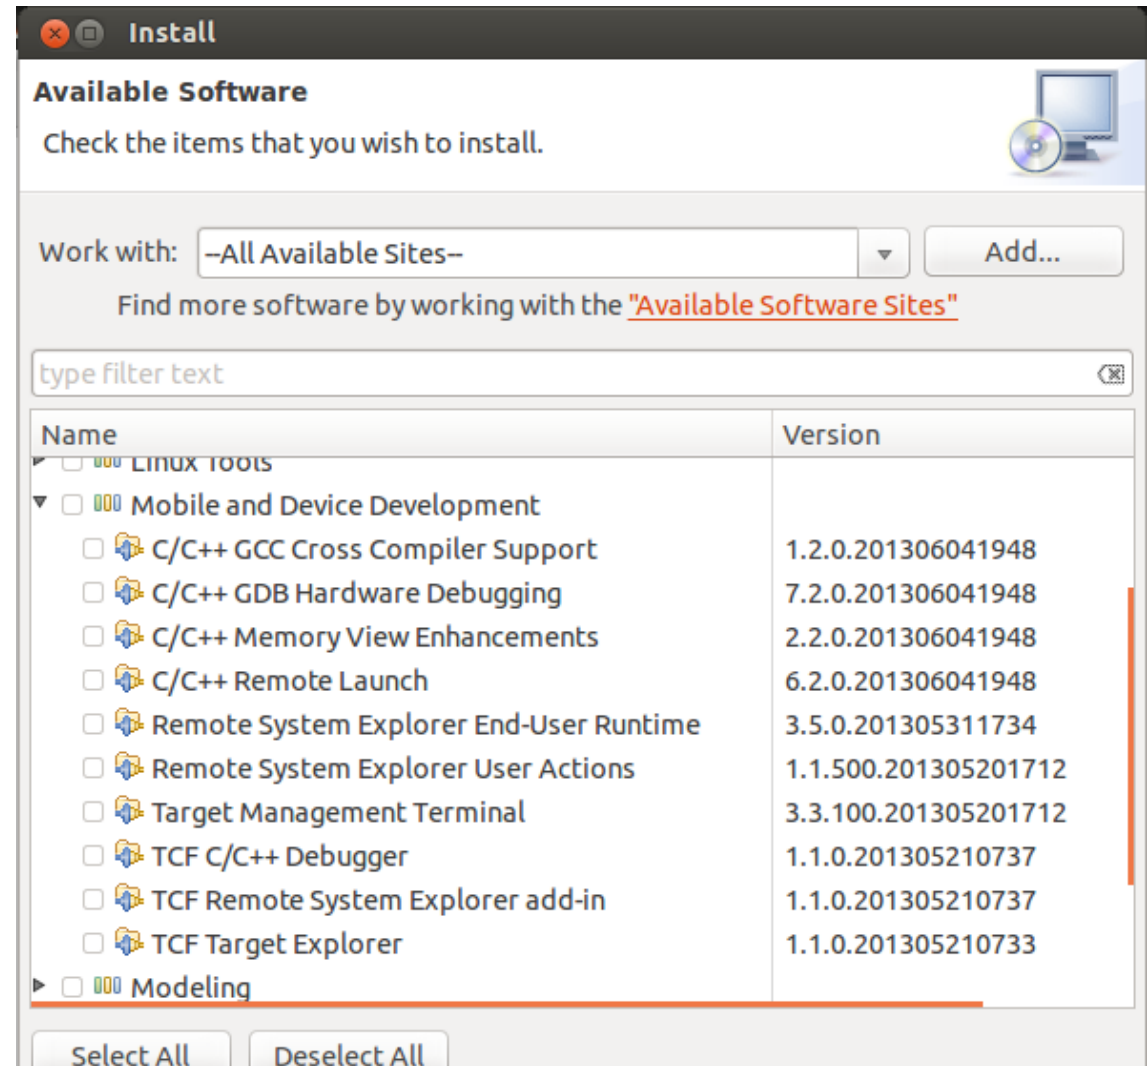 Install
Available Software
Check the items that you wish to install.
Work with: --All Available Sites-- Add...
Find more software by working with the "Available Software Sites"
type filter text
Name Version
Linux Tools
Mobile and Device Development
C/C++ GCC Cross Compiler Support 1.2.0.201306041948
C/C++ GDB Hardware Debugging 7.2.0.201306041948
C/C++ Memory View Enhancements 2.2.0.201306041948
C/C++ Remote Launch 6.2.0.201306041948
Remote System Explorer End-User Runtime 3.5.0.201305311734
Remote System Explorer User Actions 1.1.500.201305201712
Target Management Terminal 3.3.100.201305201712
TCF C/C++ Debugger 1.1.0.201305210737
TCF Remote System Explorer add-in 1.1.0.201305210737
TCF Target Explorer 1.1.0.201305210733
Modeling
Select All Deselect All